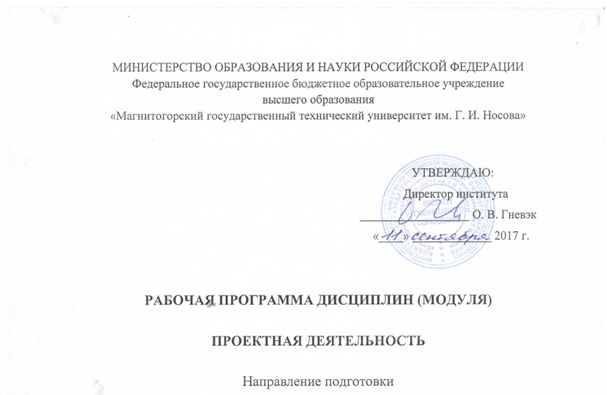 МИНИСТЕРСТВО ОБРАЗОВАНИЯ И НАУКИ РОССИЙСКОЙ ФЕДЕРАЦИИ
Федеральное государственное бюджетное образовательное учреждение
высшего образования
«Магнитогорский государственный технический университет им. Г. И. Носова»
УТВЕРЖДАЮ:
Директор института
О. В. Гневэк
«11» сентября 2017 г.
РАБОЧАЯ ПРОГРАММА ДИСЦИПЛИН (МОДУЛЯ)
ПРОЕКТНАЯ ДЕЯТЕЛЬНОСТЬ
Направление подготовки